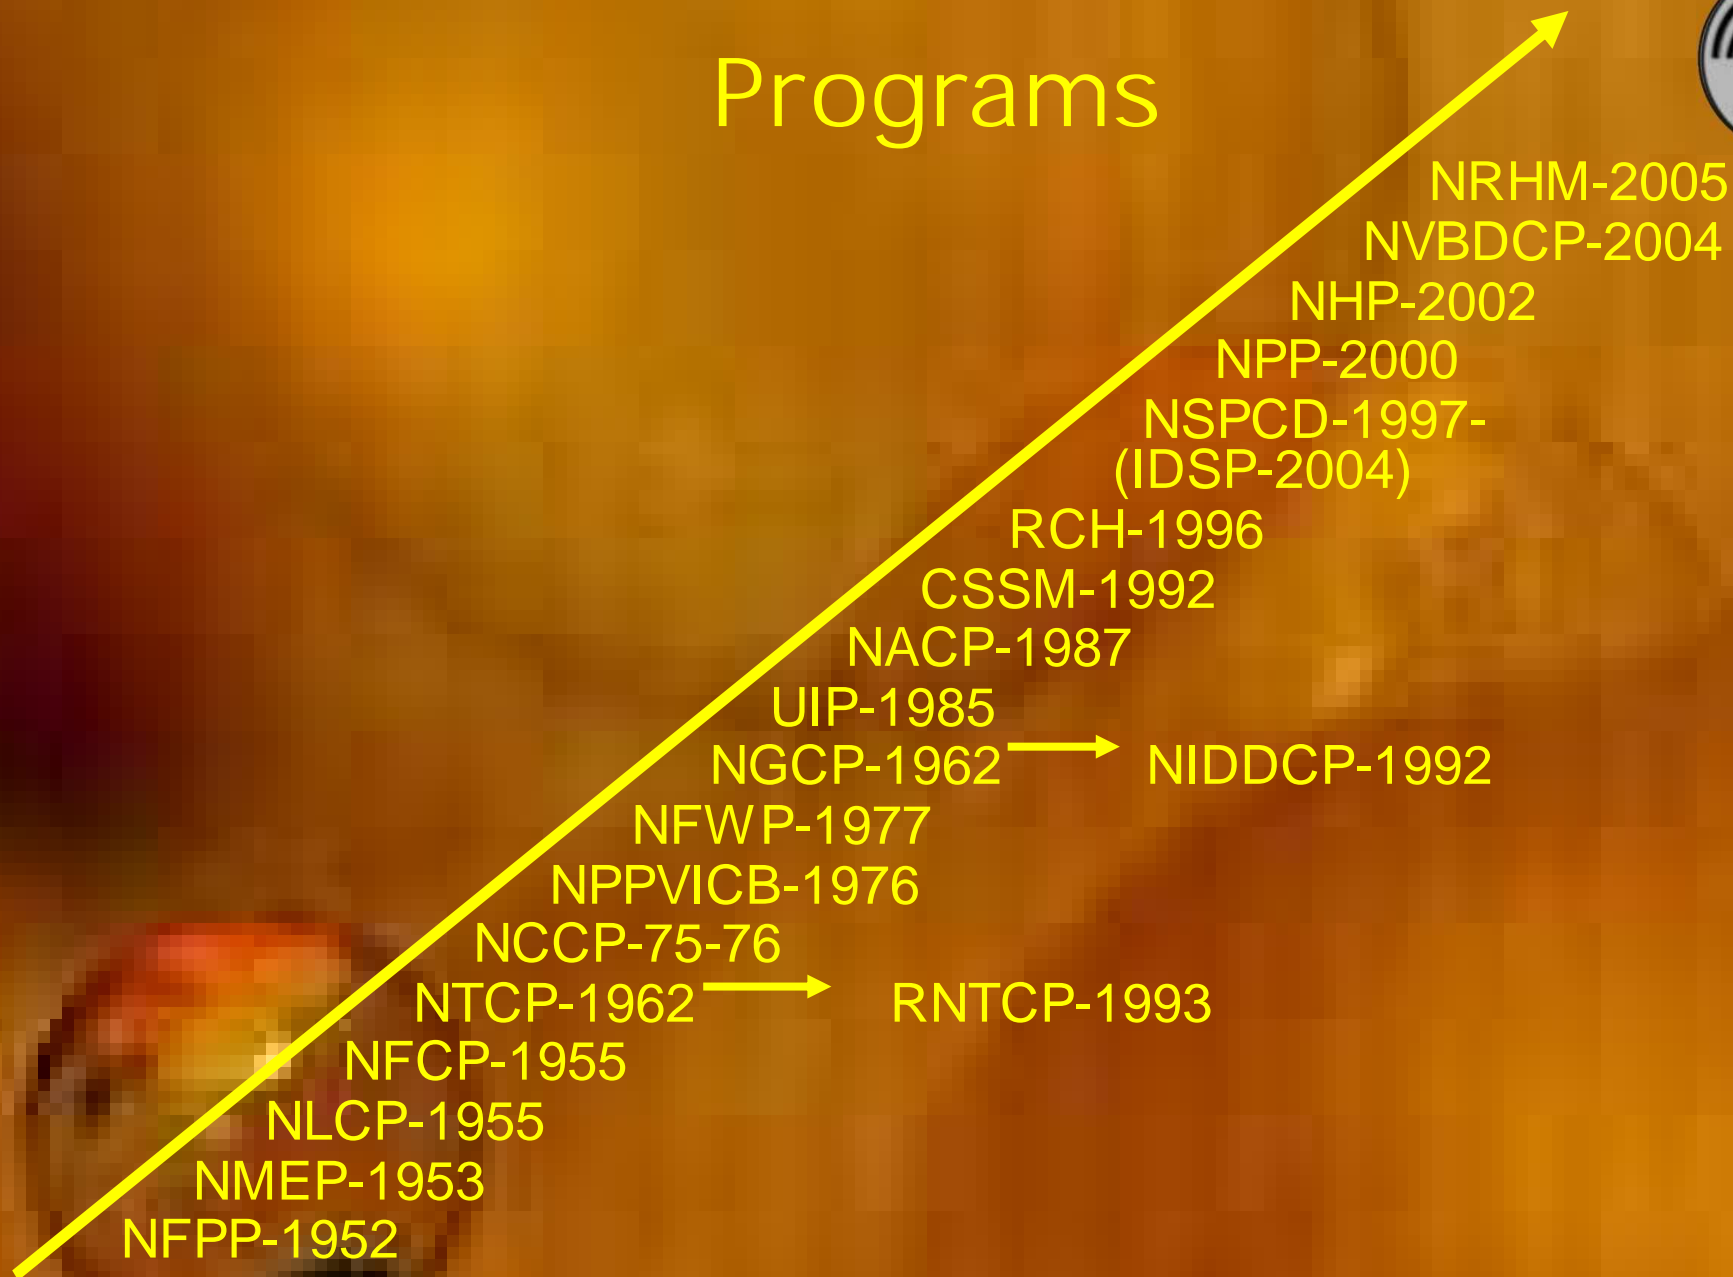 Programs
NRHM-2005
NVBDCP-2004
NHP-2002
NPP-2000
NSPCD-1997-
(IDSP-2004)
RCH-1996
CSSM-1992
NACP-1987
UIP-1985
NGCP-1962 NIDDCP-1992
NFWP-1977
NPPVICB-1976
NCCP-75-76
NTCP-1962 RNTCP-1993
NFCP-1955
NLCP-1955
NMEP-1953
NFPP-1952